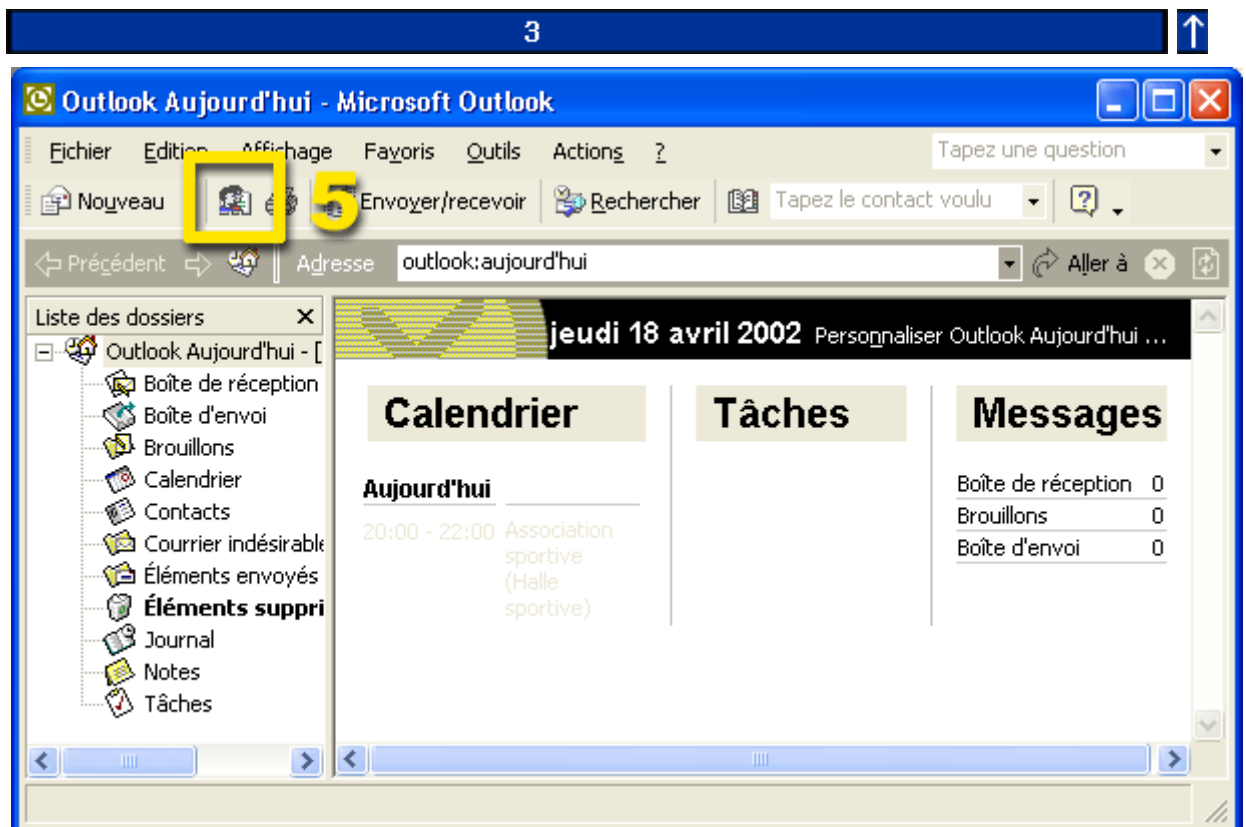 3 ↑
Outlook Aujourd'hui - Microsoft Outlook
Fichier Edition Affichage Favoris Outils Actions ? Tapez une question
Nouveau 5 Envoyer/recevoir Rechercher Tapez le contact voulu ?
Précédent Adresse outlook:aujourd'hui Aller à
Liste des dossiers X
Outlook Aujourd'hui - [
Boîte de réception
Boîte d'envoi
Brouillons
Calendrier
Contacts
Courrier indésirable
Éléments envoyés
Éléments suppri
Journal
Notes
Tâches
jeudi 18 avril 2002 Personnaliser Outlook Aujourd'hui ...
Calendrier
Aujourd'hui
20:00 - 22:00 Association
sportive
(Halle
sportive)
Tâches
Messages
Boîte de réception 0
Brouillons 0
Boîte d'envoi 0